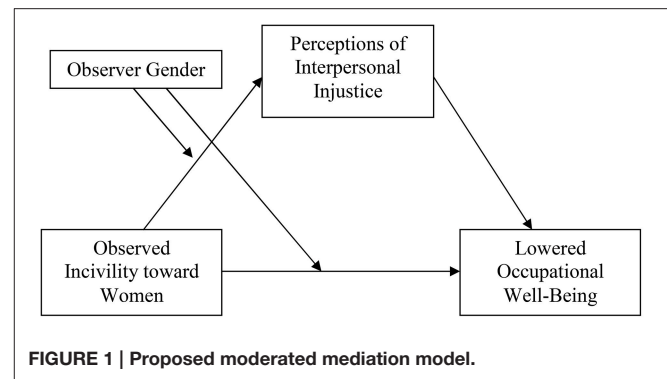 Observer Gender
Perceptions of
Interpersonal
Injustice
Observed
Incivility toward
Women
Lowered
Occupational
Well-Being
FIGURE 1 | Proposed moderated mediation model.